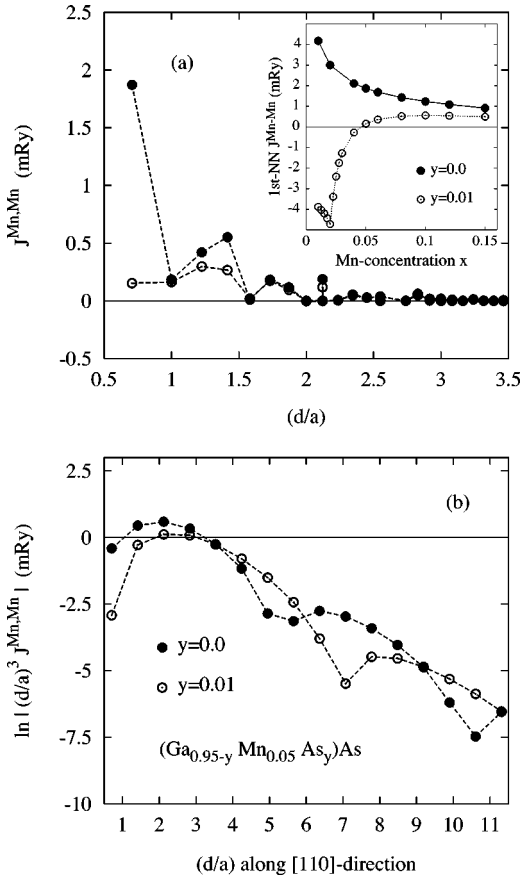 (a)
J^{Mn,Mn} (mRy)
2.5
2
1.5
1
0.5
0
-0.5
0.5 1 1.5 2 2.5 3 3.5
(d/a)
1st-NN J^{Mn-Mn} (mRy)
4
3
2
1
0
-1
-2
-3
-4
0 0.05 0.1 0.15
Mn-concentration x
y=0.0
y=0.01
(b)
ln | (d/a)^3 J^{Mn,Mn} | (mRy)
2.5
0
-2.5
-5
-7.5
-10
1 2 3 4 5 6 7 8 9 10 11
y=0.0
y=0.01
(Ga_{0.95-y} Mn_{0.05} As_y)As
(d/a) along [110]-direction